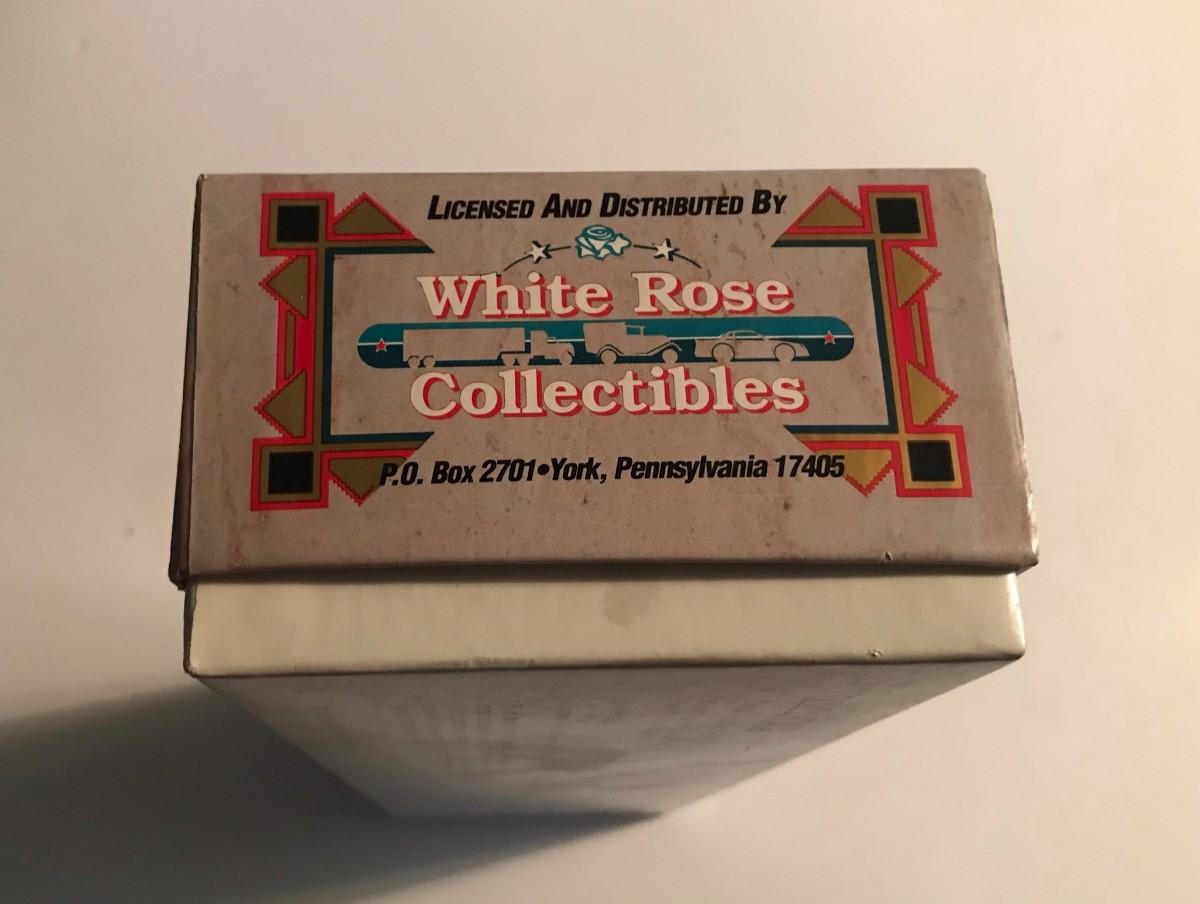 Licensed And Distributed By
White Rose
Collectibles
P.O. Box 2701•York, Pennsylvania 17405